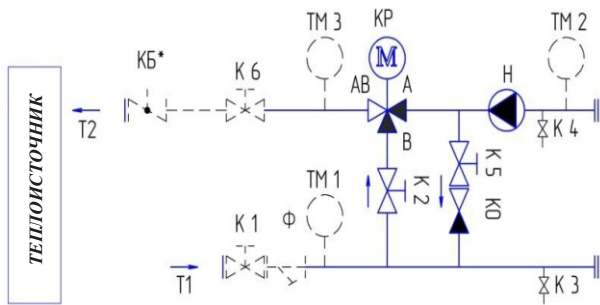 ТМ 3
КР
ТМ 2
КБ*
К 6
АВ
А
Н
М
Т2
В
К 4
К 5
ТЕПЛОИСТОЧНИК
ТМ 1
К 2
КО
К 1
Ф
Т1
К 3